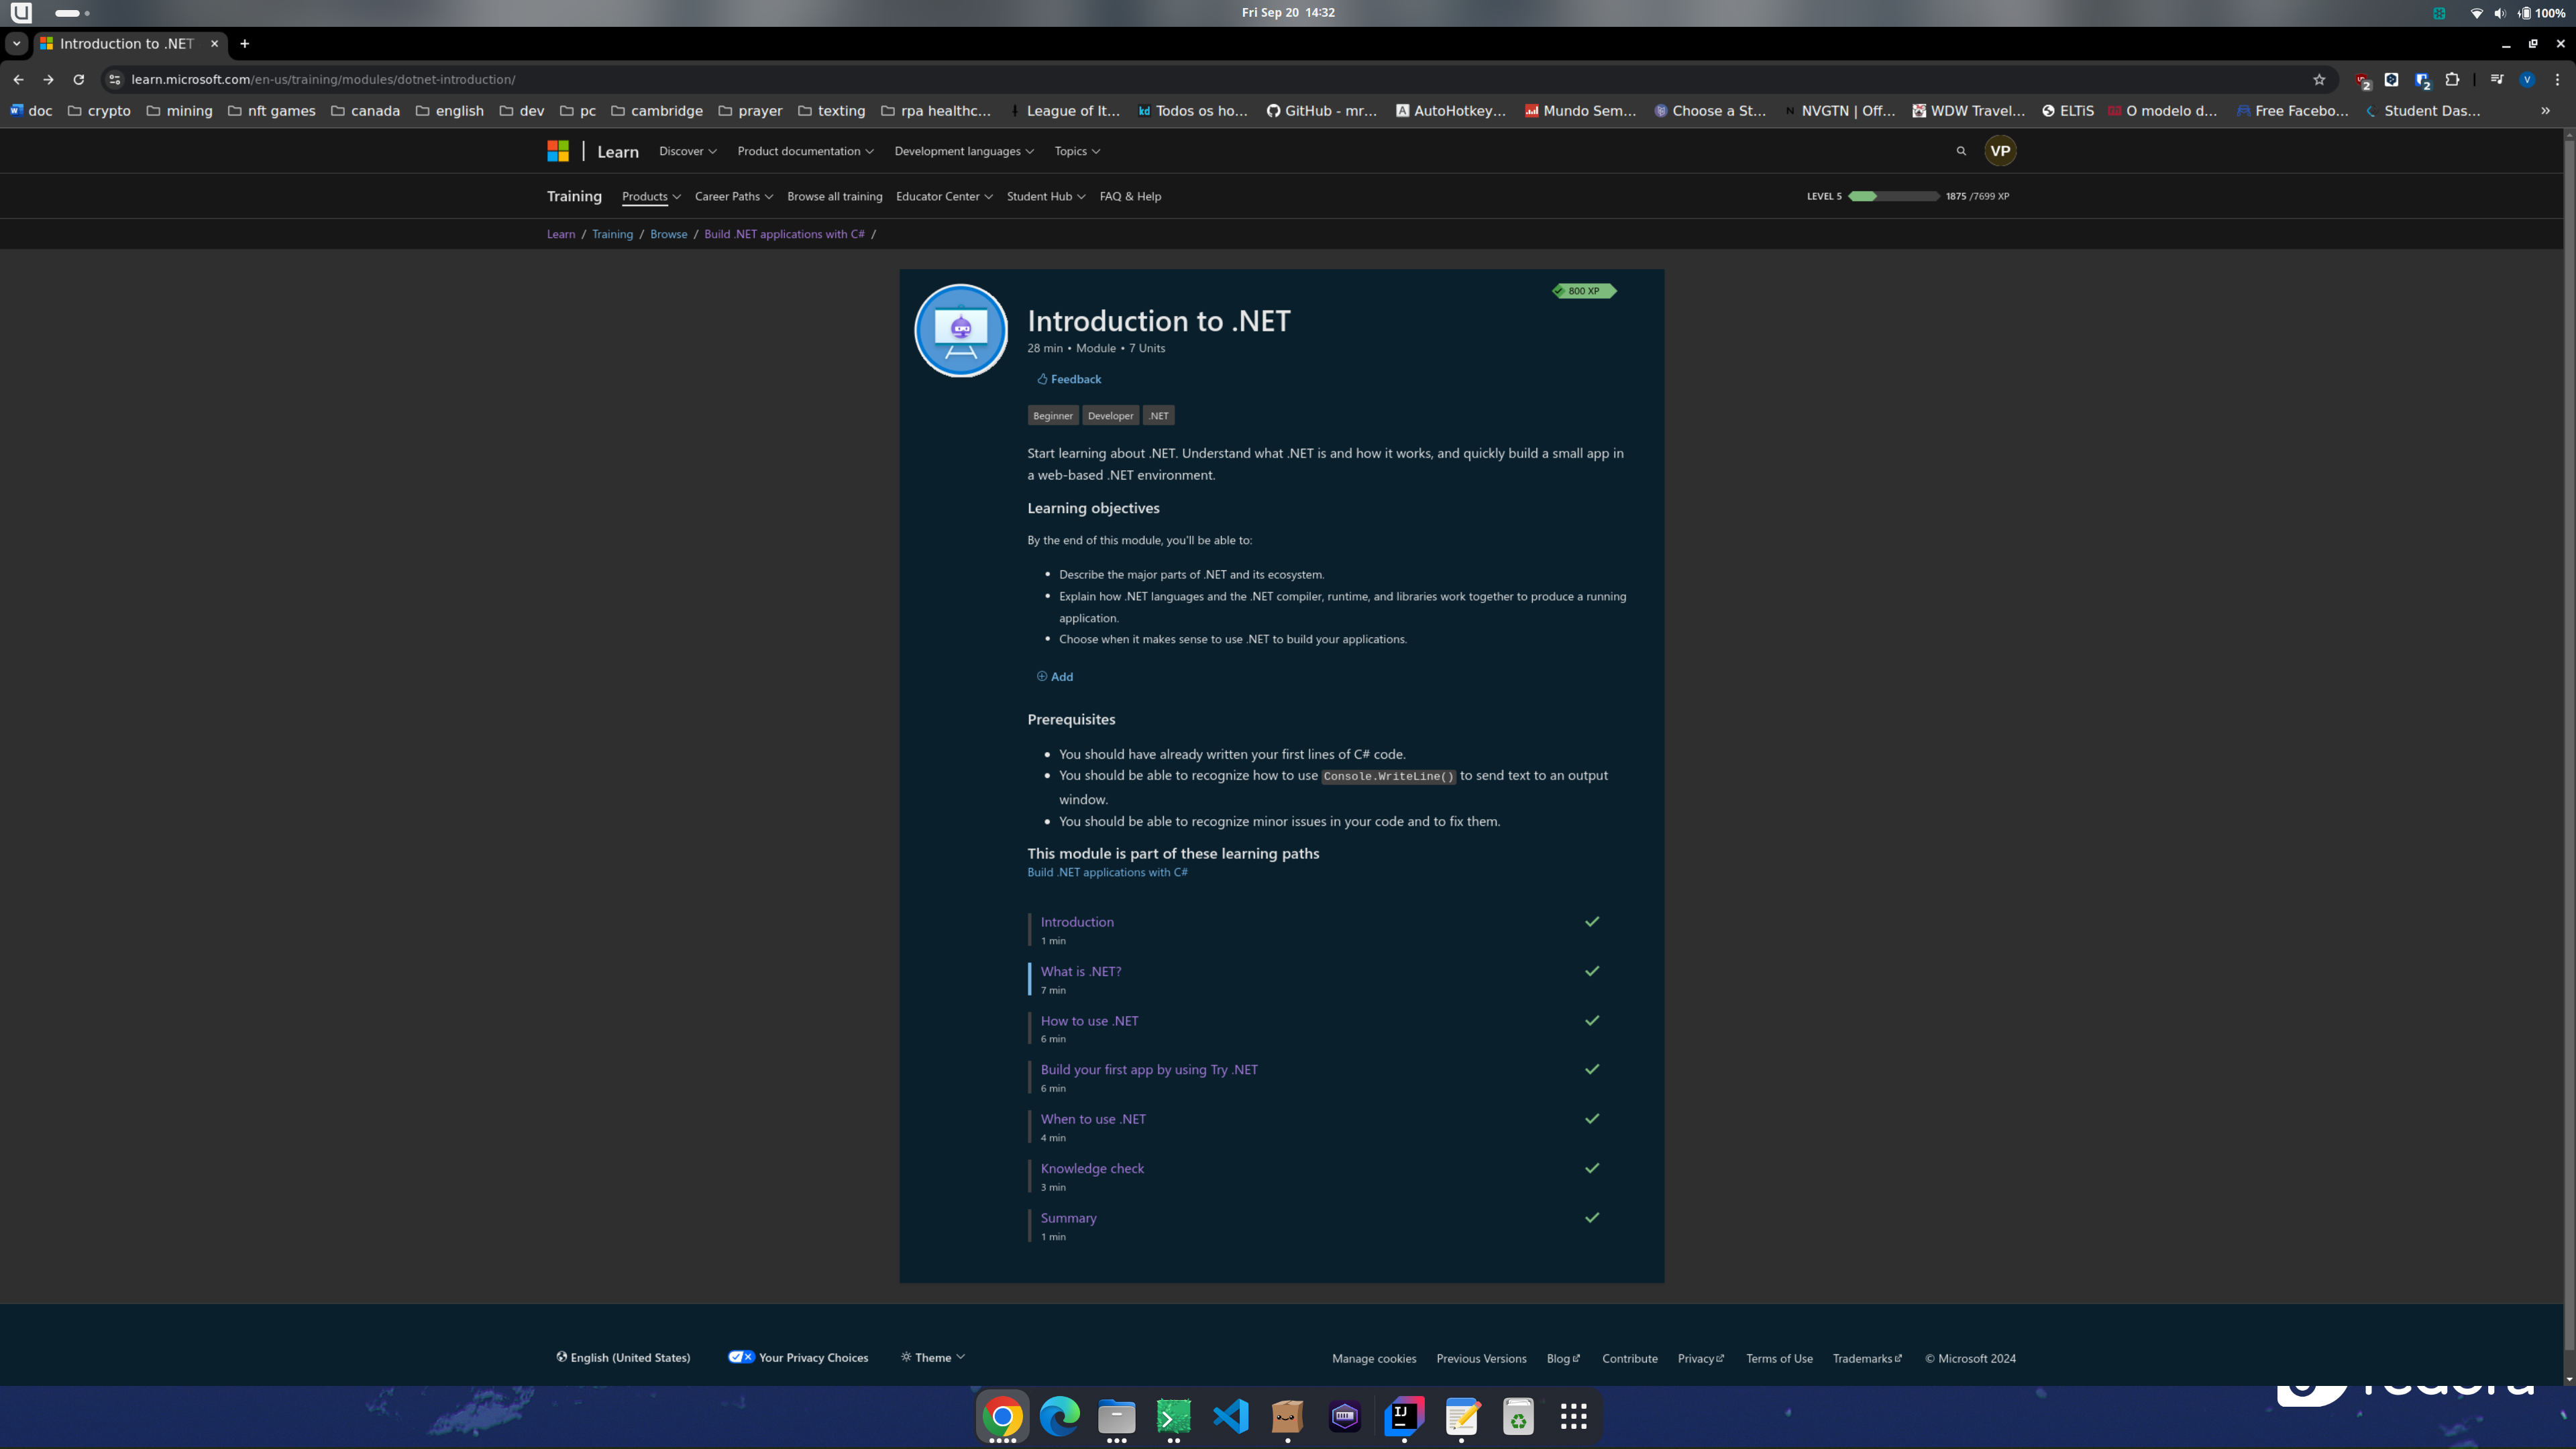 Fri Sep 20 14:32
100%
Introduction to .NET
learn.microsoft.com/en-us/training/modules/dotnet-introduction/
2
2
V
doc crypto mining nft games canada english dev pc cambridge prayer texting rpa healthc... League of It... Todos os ho... GitHub - mr... AutoHotkey... Mundo Sem... Choose a St... NVGTN | Off... WDW Travel... ELTiS O modelo d... Free Facebo... Student Das... »
Learn Discover Product documentation Development languages Topics
VP
Training Products Career Paths Browse all training Educator Center Student Hub FAQ & Help
LEVEL 5 1875 /7699 XP
Learn / Training / Browse / Build .NET applications with C# /
800 XP
Introduction to .NET
28 min • Module • 7 Units
Feedback
Beginner Developer .NET
Start learning about .NET. Understand what .NET is and how it works, and quickly build a small app in
a web-based .NET environment.
Learning objectives
By the end of this module, you'll be able to:
• Describe the major parts of .NET and its ecosystem.
• Explain how .NET languages and the .NET compiler, runtime, and libraries work together to produce a running
application.
• Choose when it makes sense to use .NET to build your applications.
Add
Prerequisites
• You should have already written your first lines of C# code.
• You should be able to recognize how to use Console.WriteLine() to send text to an output
window.
• You should be able to recognize minor issues in your code and to fix them.
This module is part of these learning paths
Build .NET applications with C#
Introduction
1 min
What is .NET?
7 min
How to use .NET
6 min
Build your first app by using Try .NET
6 min
When to use .NET
4 min
Knowledge check
3 min
Summary
1 min
English (United States) Your Privacy Choices Theme
Manage cookies Previous Versions Blog Contribute Privacy Terms of Use Trademarks © Microsoft 2024
IJ